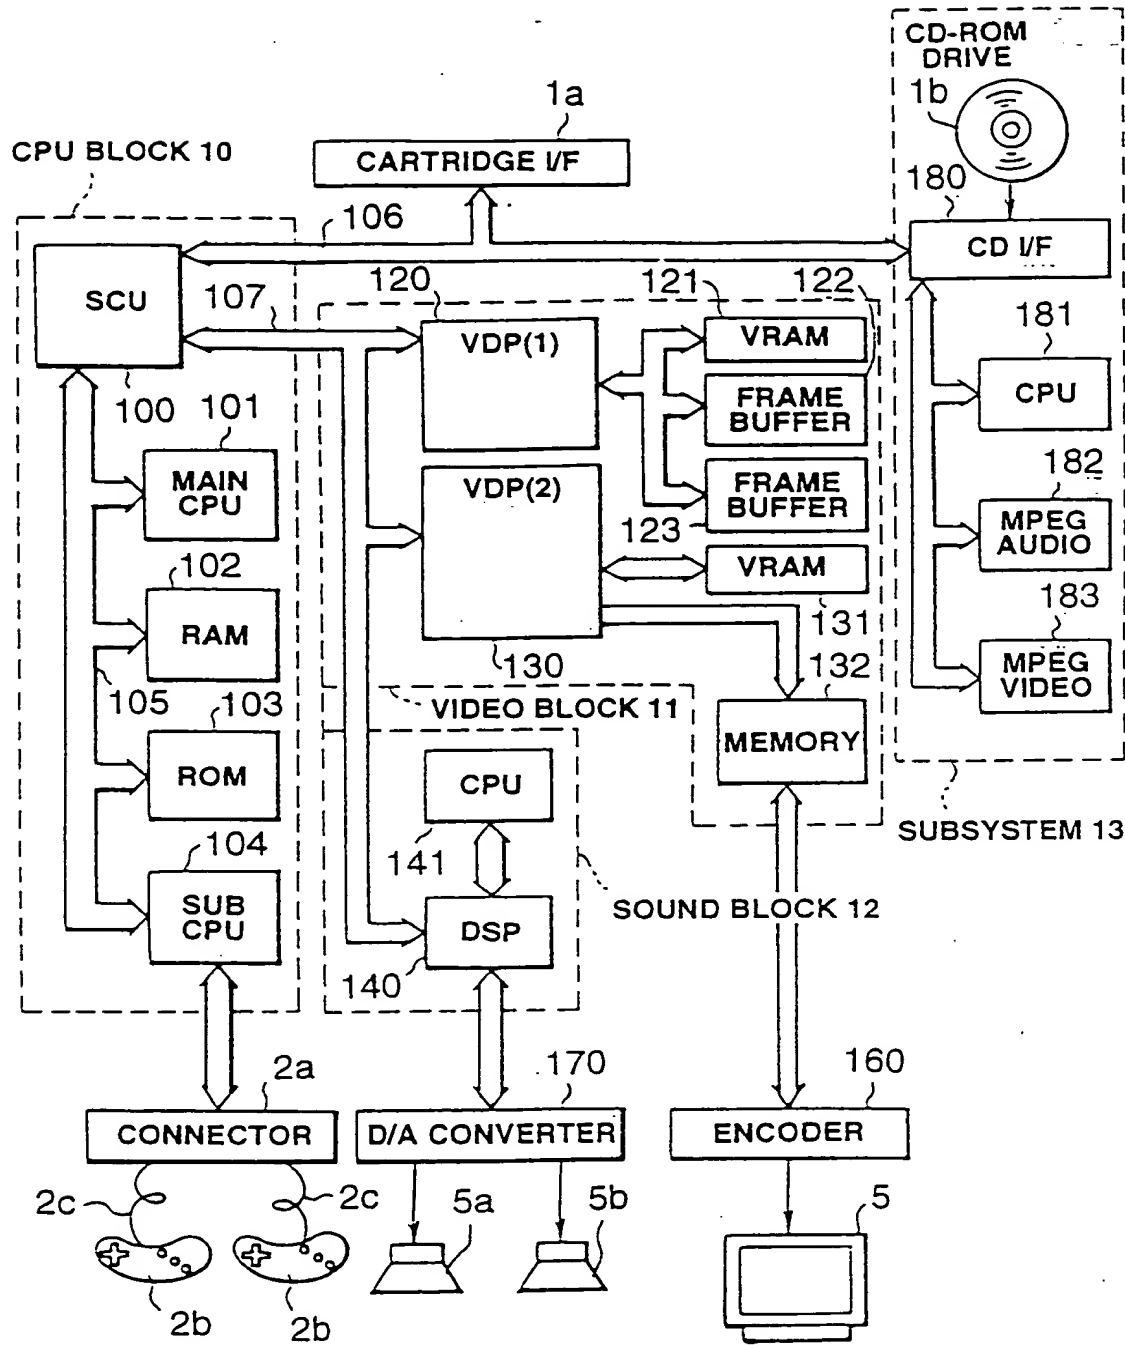 CD-ROM
DRIVE
1b
1a
CPU BLOCK 10
CARTRIDGE I/F
180
106
CD I/F
SCU
107
120
121
122
VDP(1)
VRAM
181
100
101
FRAME
BUFFER
CPU
MAIN
CPU
VDP(2)
FRAME
BUFFER
182
123
MPEG
AUDIO
102
VRAM
183
RAM
131
130
132
MPEG
VIDEO
105
103
VIDEO BLOCK 11
MEMORY
ROM
CPU
SUBSYSTEM 13
104
141
SUB
CPU
SOUND BLOCK 12
DSP
140
2a
170
160
CONNECTOR
D/A CONVERTER
ENCODER
2c
2c
5a
5b
5
2b
2b